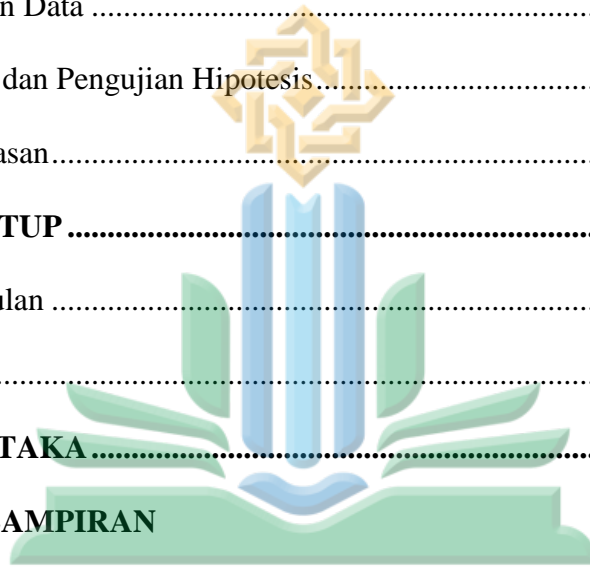 n Data ..........................................................................
dan Pengujian Hipotesis..........................................
asan..............................................................................
TUP ..............................................................................
ulan ..............................................................................
..............................................................................
TAKA ..........................................................................
AMPIRAN